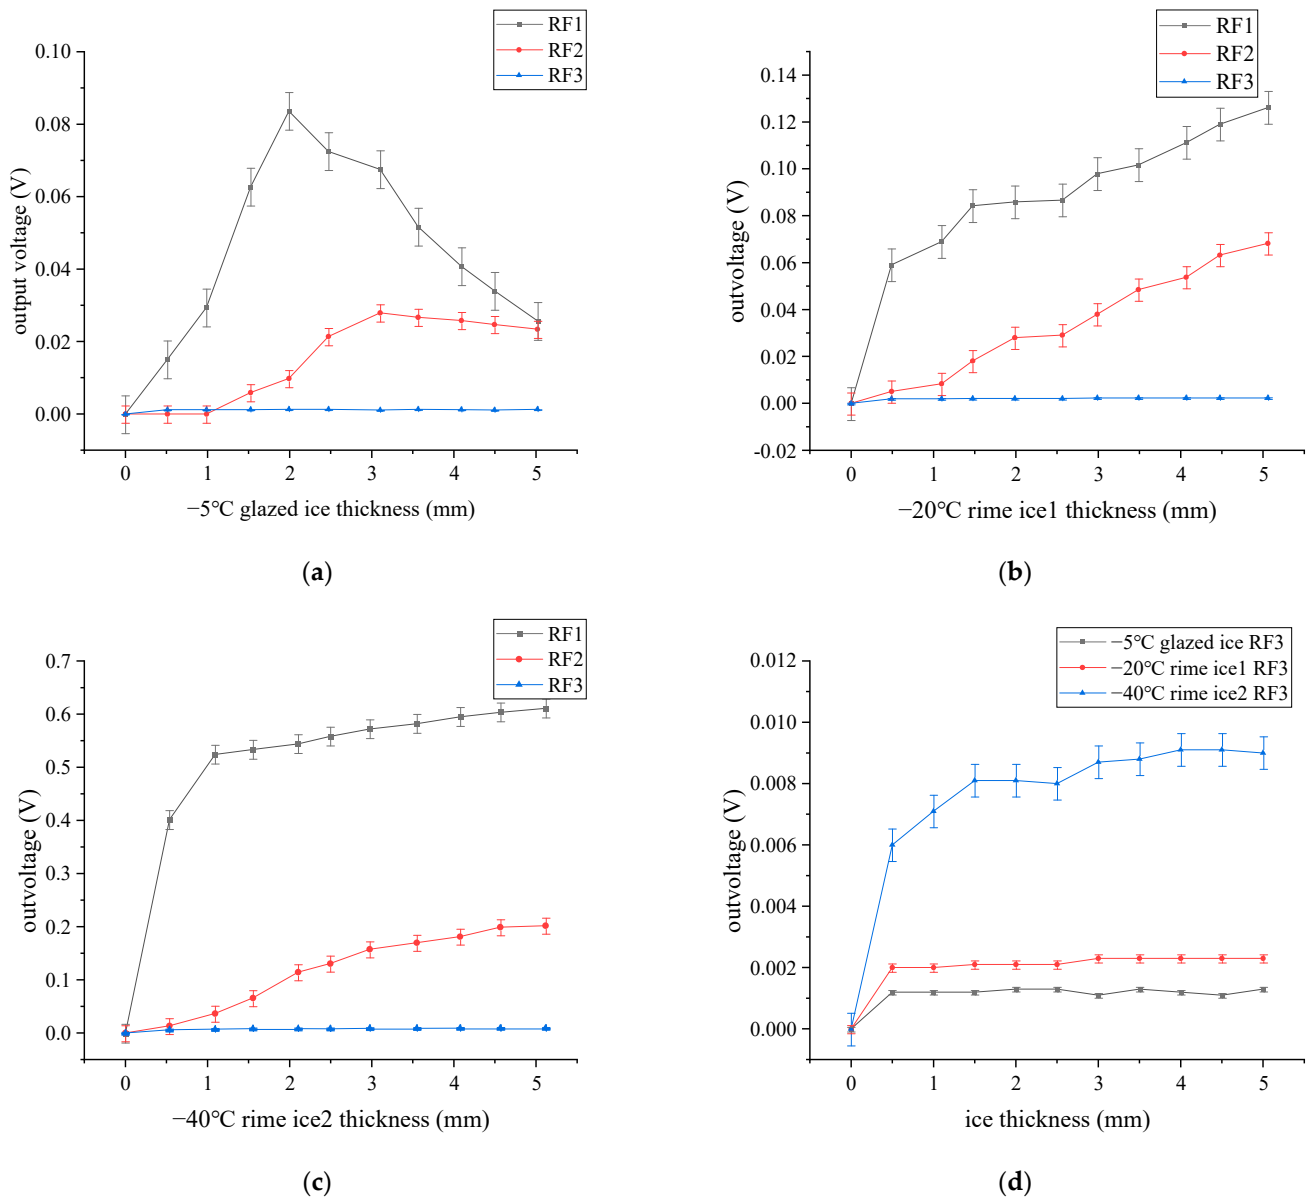 RF1
RF2
RF3
0.10
0.08
0.06
0.04
0.02
0.00
output voltage (V)
0 1 2 3 4 5
−5℃ glazed ice thickness (mm)
(a)
RF1
RF2
RF3
0.14
0.12
0.10
0.08
0.06
0.04
0.02
0.00
-0.02
outvoltage (V)
0 1 2 3 4 5
−20℃ rime ice1 thickness (mm)
(b)
RF1
RF2
RF3
0.7
0.6
0.5
0.4
0.3
0.2
0.1
0.0
outvoltage (V)
0 1 2 3 4 5
−40℃ rime ice2 thickness (mm)
(c)
−5℃ glazed ice RF3
−20℃ rime ice1 RF3
−40℃ rime ice2 RF3
0.012
0.010
0.008
0.006
0.004
0.002
0.000
outvoltage (V)
0 1 2 3 4 5
ice thickness (mm)
(d)